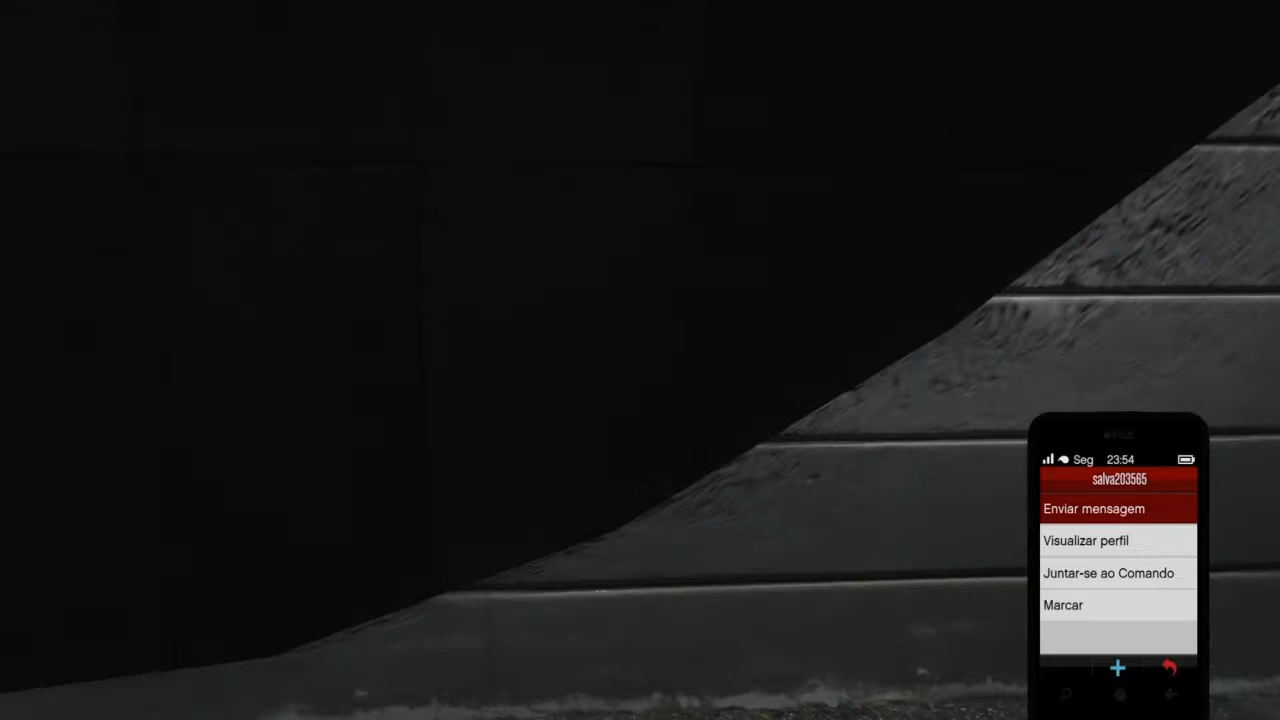 Seg 23:54
salva203565
Enviar mensagem
Visualizar perfil
Juntar-se ao Comando
Marcar